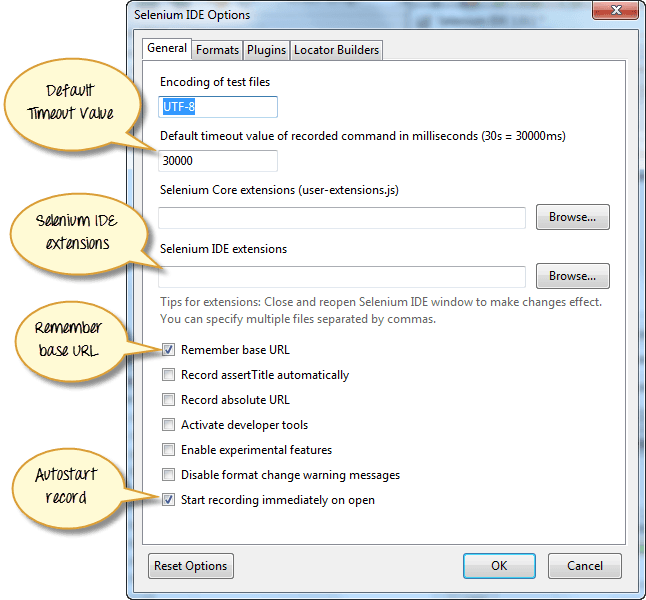 Selenium IDE Options
General Formats Plugins Locator Builders
Default
Timeout Value
Encoding of test files
UTF-8
Default timeout value of recorded command in milliseconds (30s = 30000ms)
30000
Selenium Core extensions (user-extensions.js)
Browse...
Selenium IDE
extensions
Selenium IDE extensions
Browse...
Tips for extensions: Close and reopen Selenium IDE window to make changes effect.
You can specify multiple files separated by commas.
Remember
base URL
Remember base URL
Record assertTitle automatically
Record absolute URL
Activate developer tools
Enable experimental features
Disable format change warning messages
Autostart
record
Start recording immediately on open
Reset Options OK Cancel